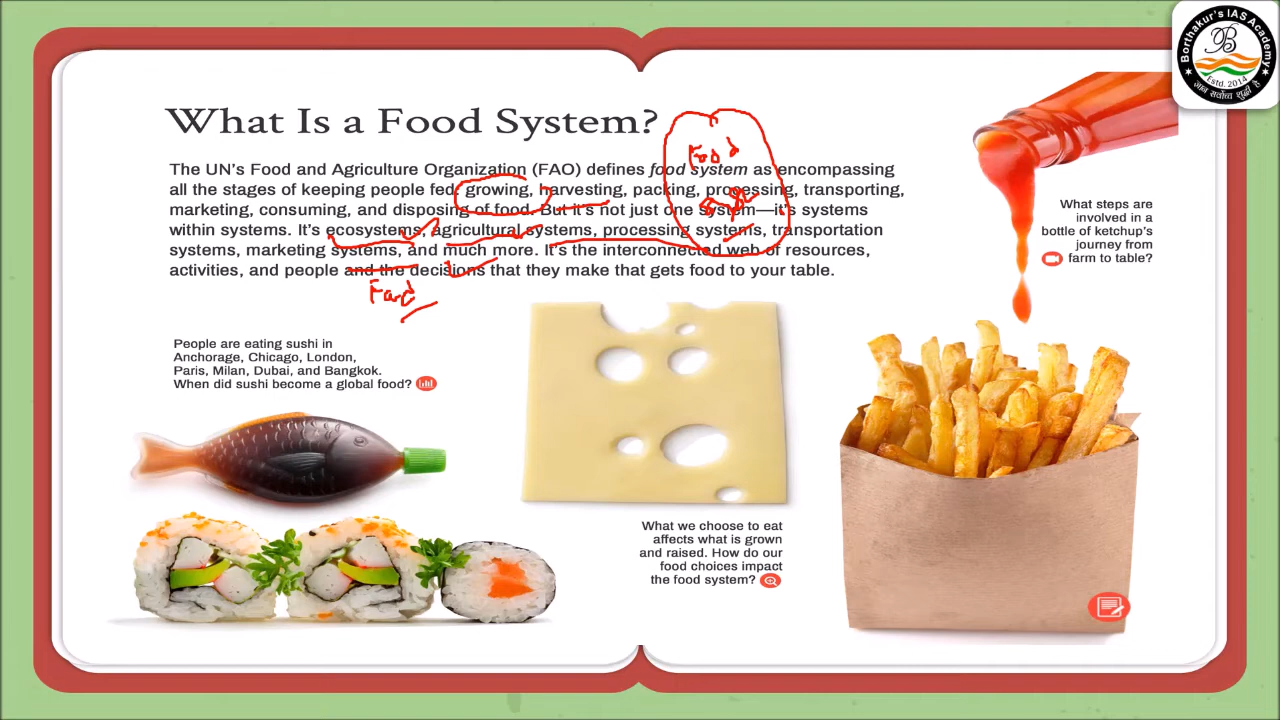 Borthakur's IAS Academy
B
Estd. 2014
ज्ञान सर्वोच्च शुद्धी है
What Is a Food System?
Food
The UN's Food and Agriculture Organization (FAO) defines food system as encompassing
all the stages of keeping people fed: growing, harvesting, packing, processing, transporting,
marketing, consuming, and disposing of food. But it's not just one system—it's systems
within systems. It's ecosystems, agricultural systems, processing systems, transportation
systems, marketing systems, and much more. It's the interconnected web of resources,
activities, and people and the decisions that they make that gets food to your table.
Food
What steps are
involved in a
bottle of ketchup's
journey from
farm to table?
People are eating sushi in
Anchorage, Chicago, London,
Paris, Milan, Dubai, and Bangkok.
When did sushi become a global food?
What we choose to eat
affects what is grown
and raised. How do our
food choices impact
the food system?